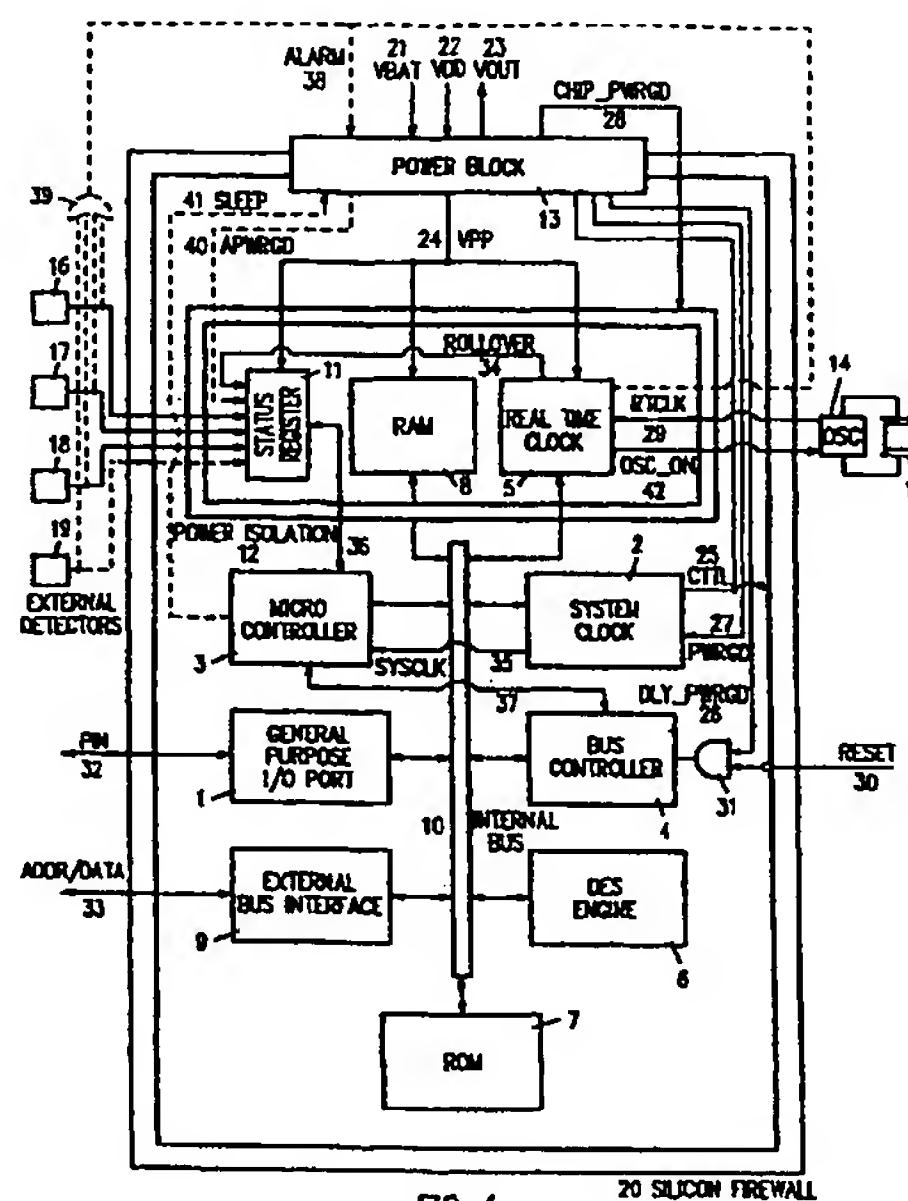 ALARM
38
21
VBAT
22
VDD
23
VOUT
CHIP_PWRGD
28
POWER BLOCK
13
39
41 SLEEP
40 APWRGD
24 VPP
16
17
18
19
EXTERNAL
DETECTORS
ROLLOVER
34
11
STATUS
REGISTER
RAM
8
REAL TIME
CLOCK
5
RTCLK
29
OSC_ON
42
14
OSC
POWER ISOLATION
12
36
MICRO
CONTROLLER
3
SYSCLK
35
2
SYSTEM
CLOCK
25
CTTL
27
PWRGD
37
DLY_PWRGD
26
PIN
32
GENERAL
PURPOSE
I/O PORT
1
BUS
CONTROLLER
4
31
RESET
30
10
INTERNAL
BUS
ADDR/DATA
33
EXTERNAL
BUS INTERFACE
9
DES
ENGINE
6
ROM
7
20 SILICON FIREWALL